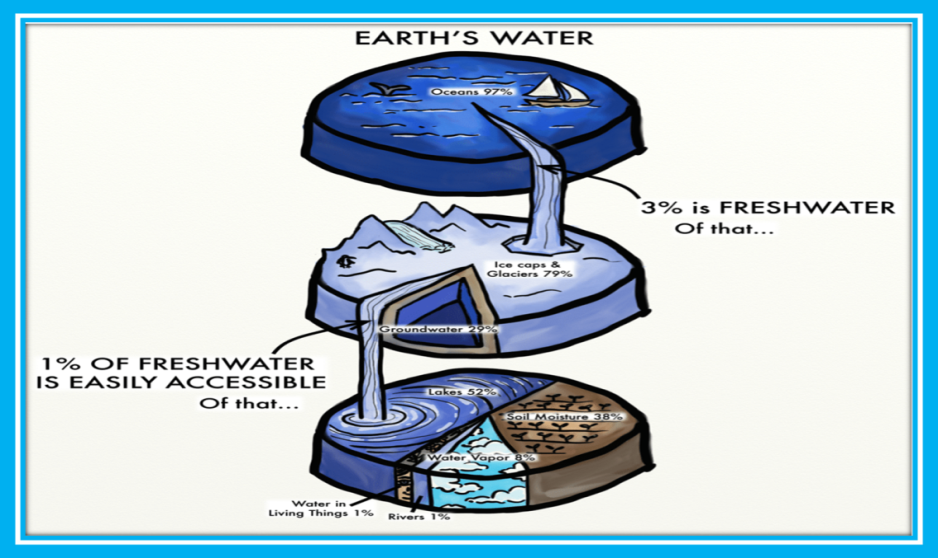 EARTH'S WATER
Oceans 97%
3% is FRESHWATER
Of that...
Ice caps &
Glaciers 79%
Groundwater 29%
1% OF FRESHWATER
IS EASILY ACCESSIBLE
Of that...
Lakes 52%
Soil Moisture 38%
Water Vapor 8%
Water in
Living Things 1%
Rivers 1%